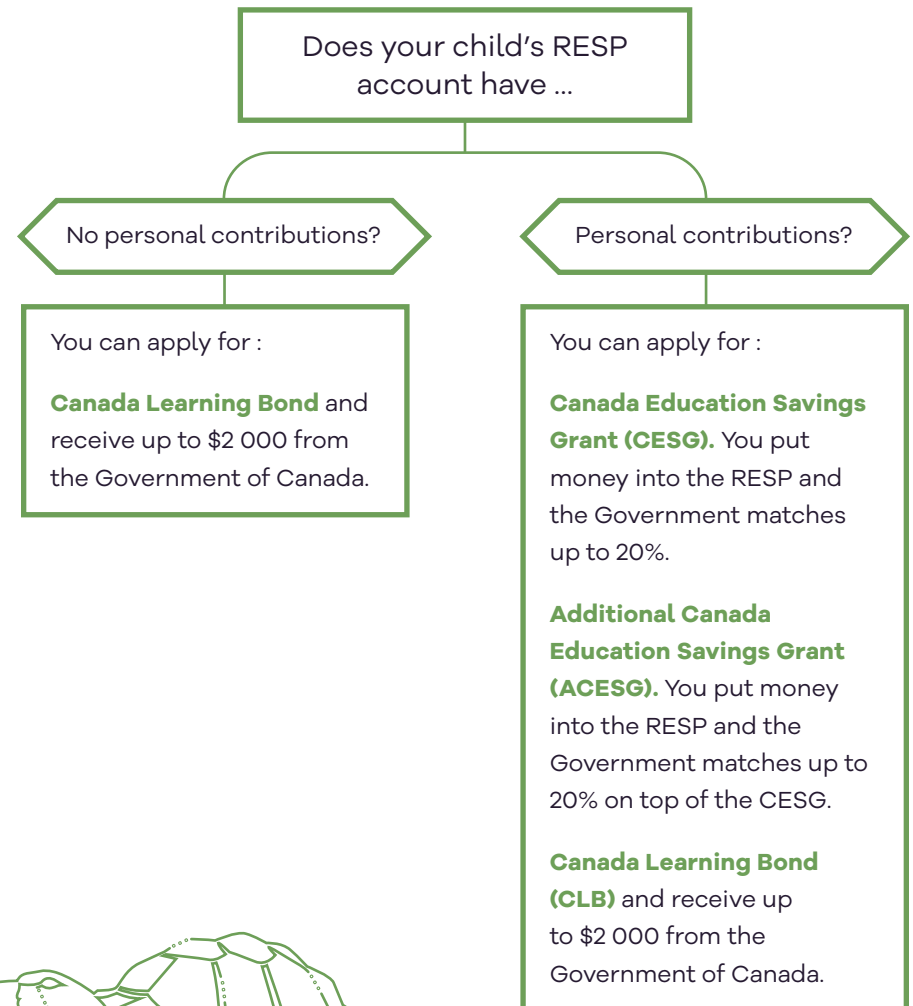 Does your child’s RESP
account have ...
No personal contributions?
You can apply for :
Canada Learning Bond and
receive up to $2 000 from
the Government of Canada.
Personal contributions?
You can apply for :
Canada Education Savings
Grant (CESG). You put
money into the RESP and
the Government matches
up to 20%.
Additional Canada
Education Savings Grant
(ACESG). You put money
into the RESP and the
Government matches up to
20% on top of the CESG.
Canada Learning Bond
(CLB) and receive up
to $2 000 from the
Government of Canada.